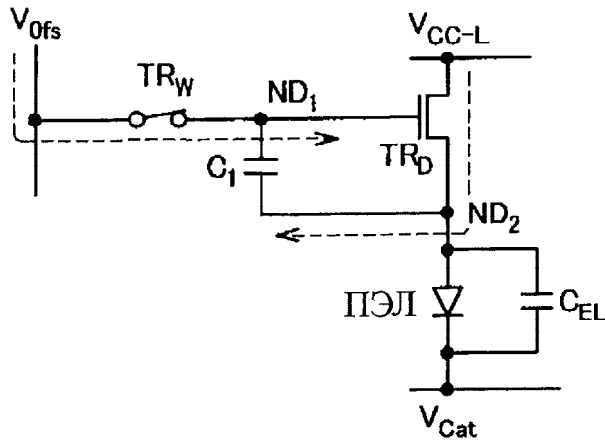 V0fs
VCC-L
TRW
ND1
C1
TRD
ND2
ПЭЛ
CEL
VCat